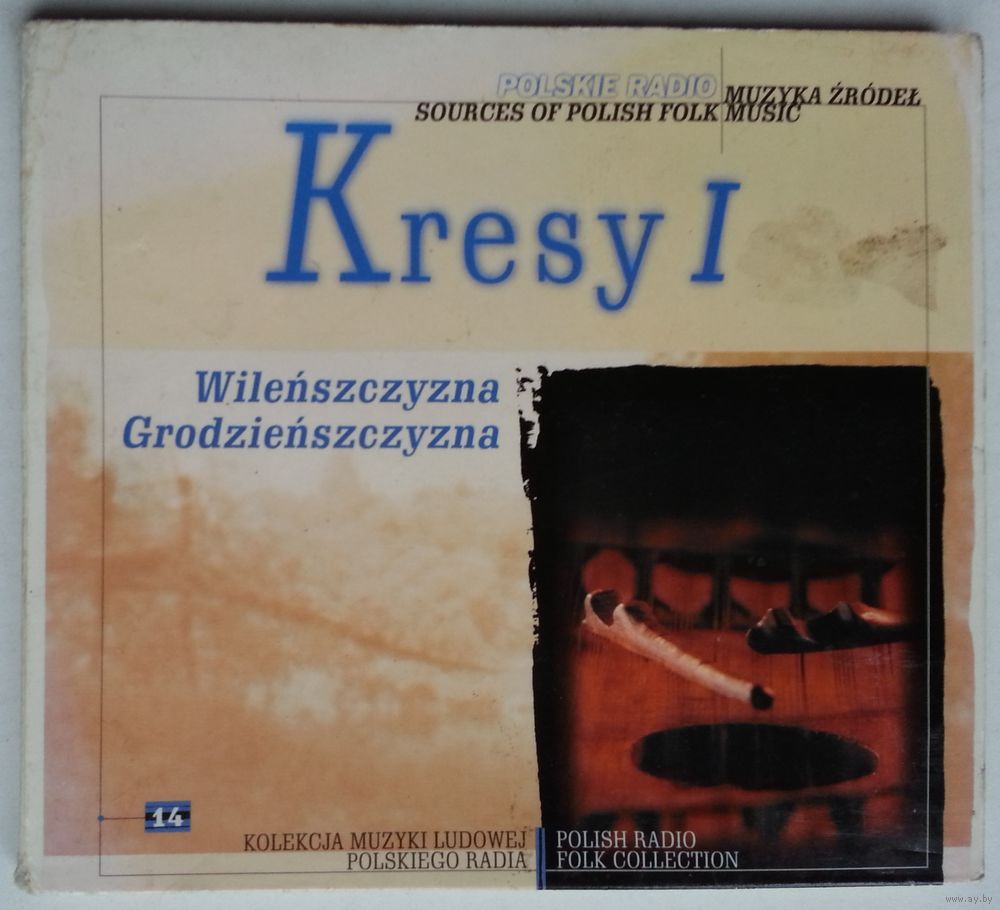 POLSKIE RADIO MUZYKA ŹRÓDEŁ
SOURCES OF POLISH FOLK MUSIC
Kresy I
Wileńszczyzna
Grodzieńszczyzna
14
KOLEKCJA MUZYKI LUDOWEJ
POLSKIEGO RADIA
POLISH RADIO
FOLK COLLECTION
www.ay.by